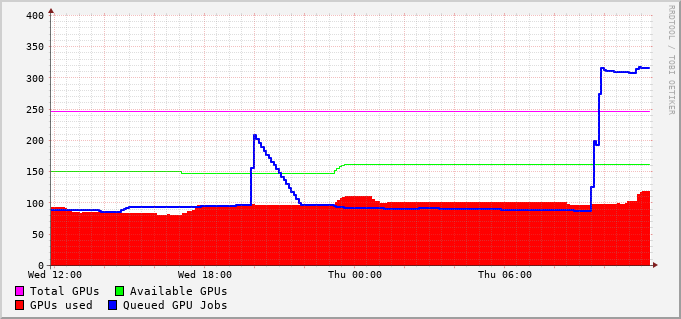 400
350
300
250
200
150
100
50
0
Wed 12:00 Wed 18:00 Thu 00:00 Thu 06:00
Total GPUs Available GPUs
GPUs used Queued GPU Jobs
RRDTOOL / TOBI OETIKER